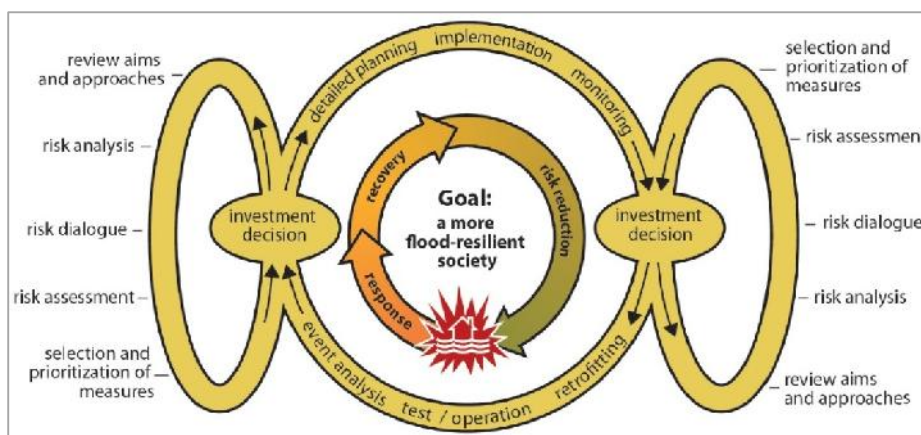 review aims
and approaches
risk analysis
risk dialogue
risk assessment
selection and
prioritization of
measures
investment
decision
detailed planning implementation monitoring
recovery
risk reduction
response
Goal:
a more
flood-resilient
society
event analysis test / operation retrofitting
investment
decision
selection and
prioritization of
measures
risk assessmen
risk dialogue
risk analysis
review aims
and approaches